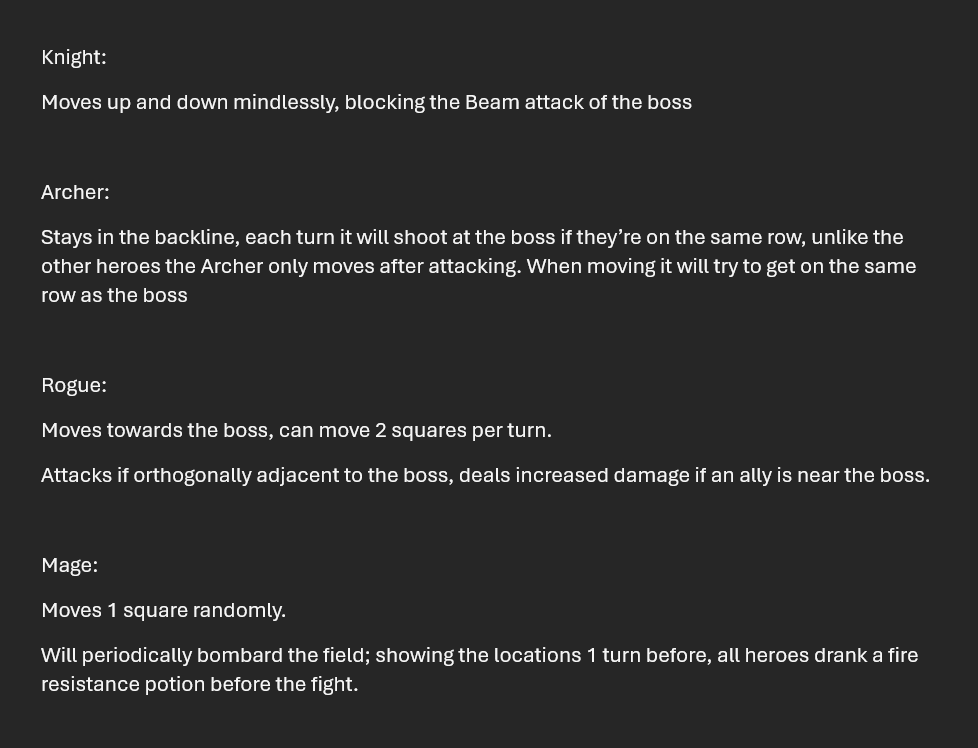 Knight:
Moves up and down mindlessly, blocking the Beam attack of the boss
Archer:
Stays in the backline, each turn it will shoot at the boss if they’re on the same row, unlike the
other heroes the Archer only moves after attacking. When moving it will try to get on the same
row as the boss
Rogue:
Moves towards the boss, can move 2 squares per turn.
Attacks if orthogonally adjacent to the boss, deals increased damage if an ally is near the boss.
Mage:
Moves 1 square randomly.
Will periodically bombard the field; showing the locations 1 turn before, all heroes drank a fire
resistance potion before the fight.